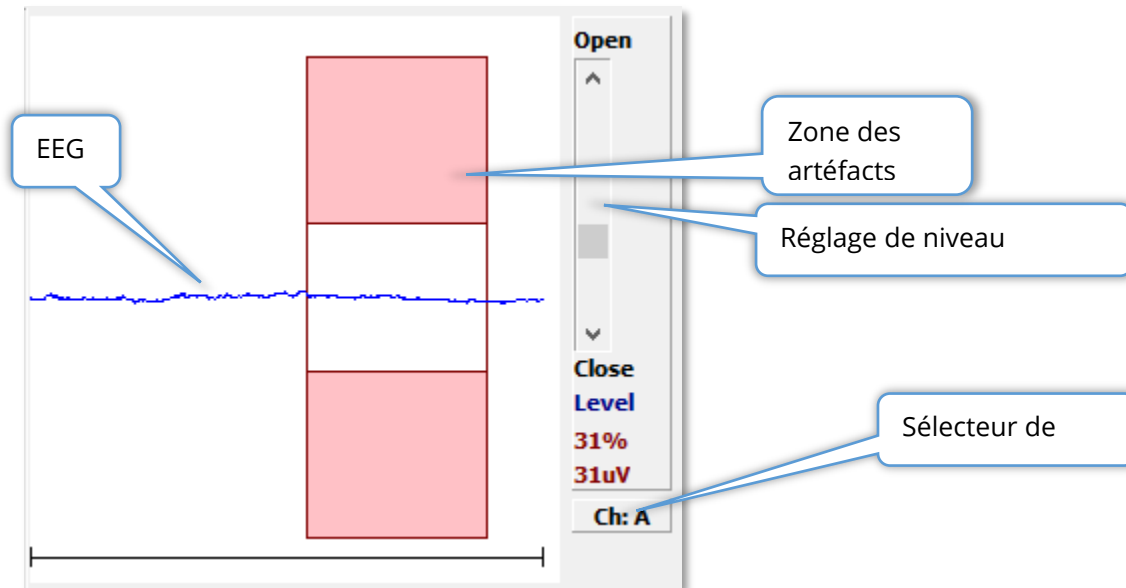 Open
EEG
Zone des
artéfacts
Réglage de niveau
Close
Level
31%
31uV
Sélecteur de
Ch: A